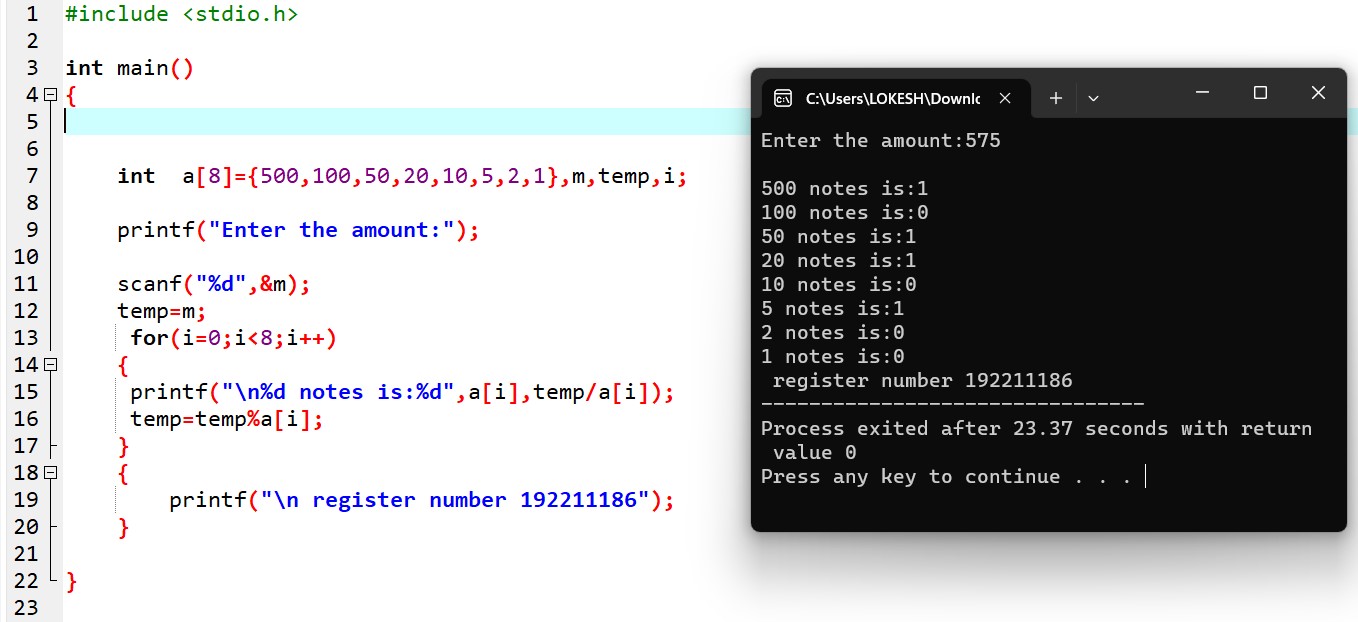 1 #include <stdio.h>
2
3 int main()
4 {
5
6
7 int a[8]={500,100,50,20,10,5,2,1},m,temp,i;
8
9 printf("Enter the amount:");
10
11 scanf("%d",&m);
12 temp=m;
13 for(i=0;i<8;i++)
14 {
15 printf("\n%d notes is:%d",a[i],temp/a[i]);
16 temp=temp%a[i];
17 }
18 {
19 printf("\n register number 192211186");
20 }
21
22 }
23
C:\Users\LOKESH\Downlo
Enter the amount:575
500 notes is:1
100 notes is:0
50 notes is:1
20 notes is:1
10 notes is:0
5 notes is:1
2 notes is:0
1 notes is:0
register number 192211186
--------------------------------
Process exited after 23.37 seconds with return
value 0
Press any key to continue . . .